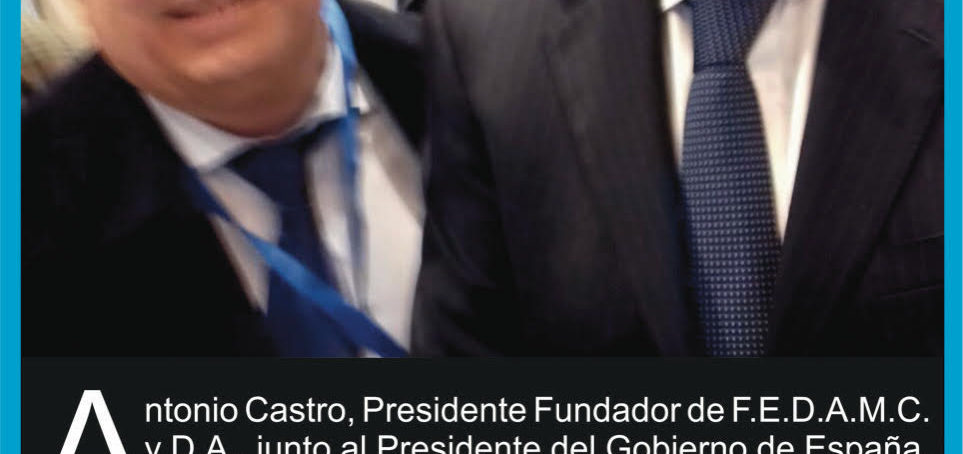 Antonio Castro, Presidente Fundador de F.E.D.A.M.C.
y D.A., junto al Presidente del Gobierno de España,